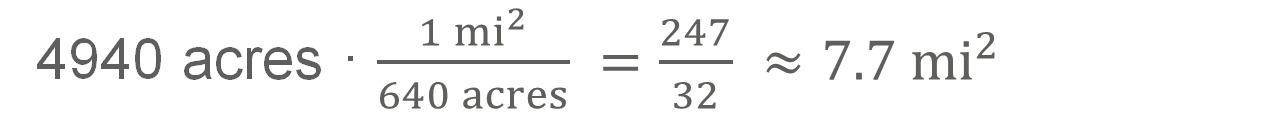 4940 acres · 1 mi² / 640 acres = 247 / 32 ≈ 7.7 mi²